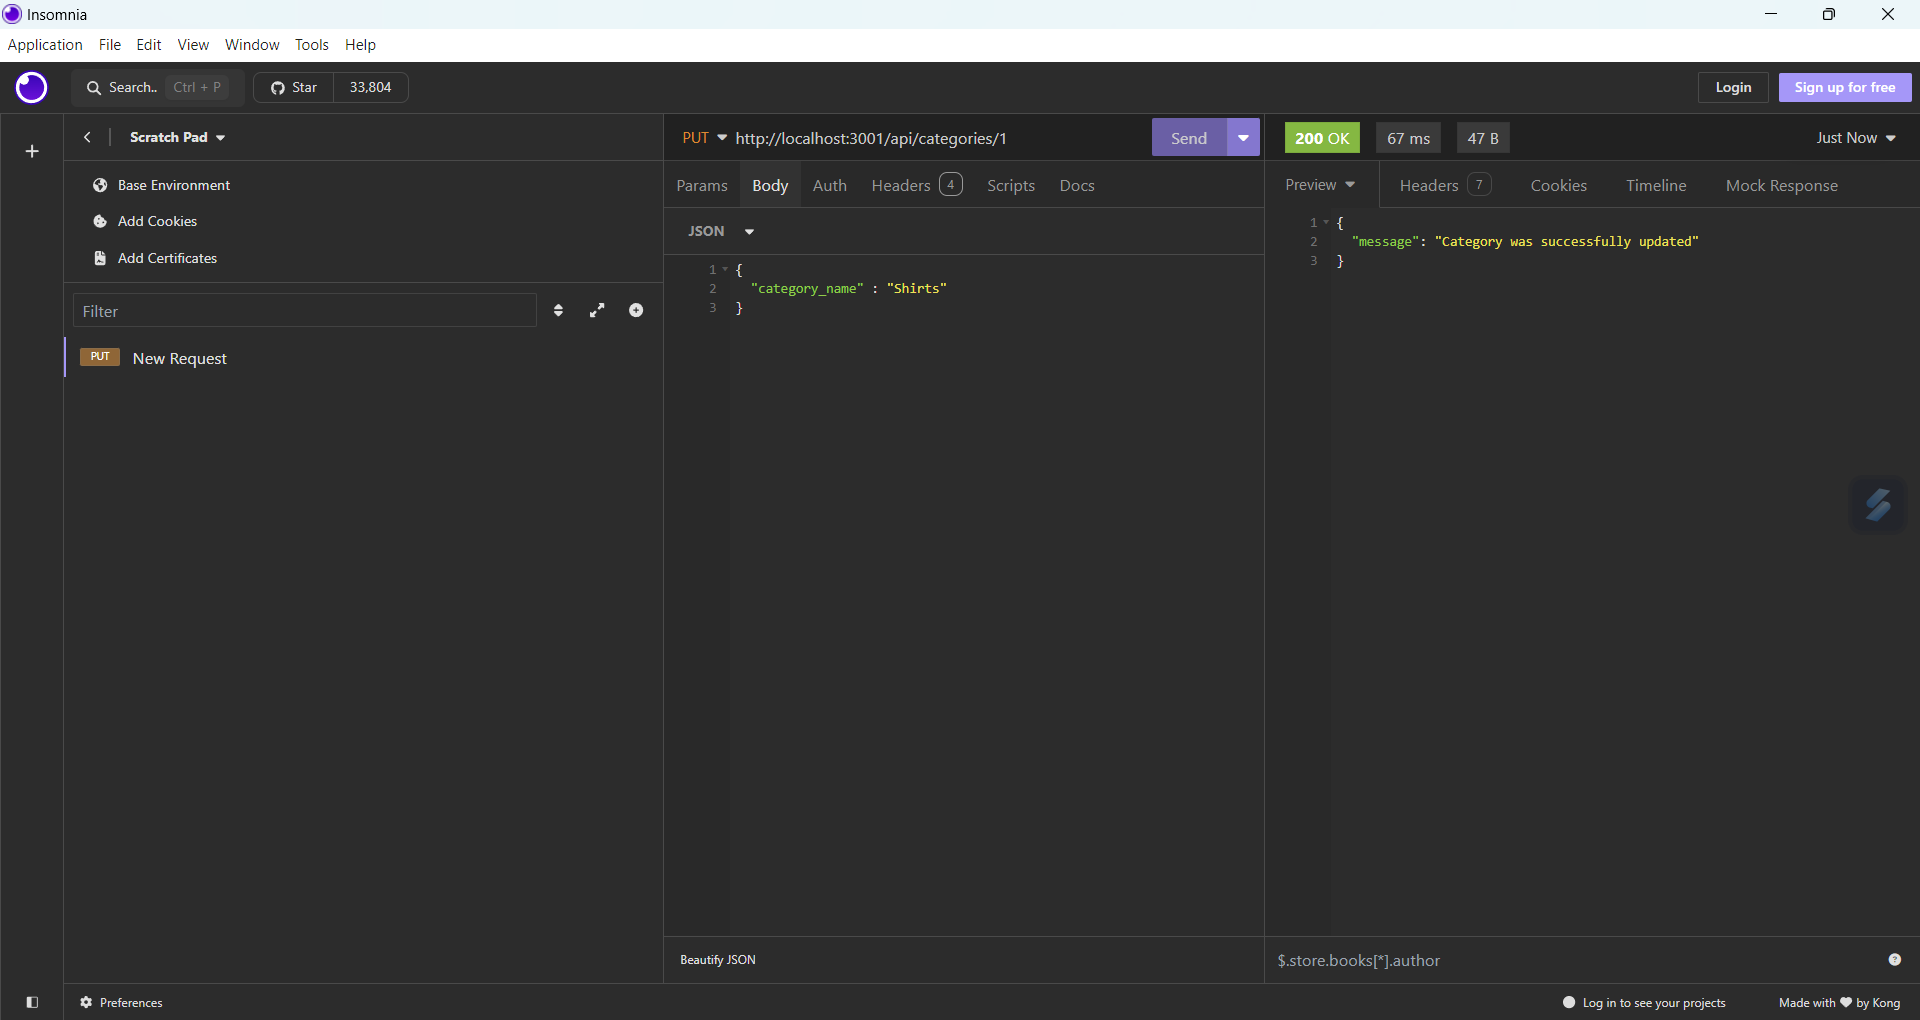 Insomnia
Application File Edit View Window Tools Help
Search.. Ctrl + P Star 33,804 Login Sign up for free
Scratch Pad
Base Environment
Add Cookies
Add Certificates
Filter
PUT New Request
PUT http://localhost:3001/api/categories/1 Send
Params Body Auth Headers 4 Scripts Docs
JSON
1 {
2 "category_name" : "Shirts"
3 }
Beautify JSON
200 OK 67 ms 47 B Just Now
Preview Headers 7 Cookies Timeline Mock Response
1 {
2 "message": "Category was successfully updated"
3 }
$.store.books[*].author ?
Preferences Log in to see your projects Made with ♥ by Kong